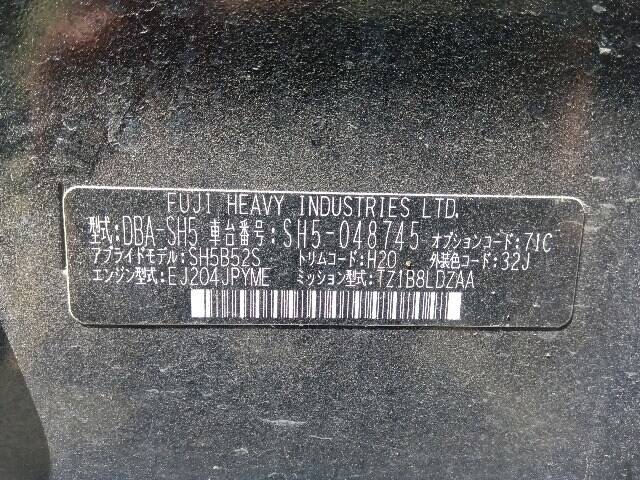 FUJI HEAVY INDUSTRIES LTD.
型式:DBA-SH5 車台番号:SH5-048745 オプションコード:71C
アプライドモデル:SH5B52S トリムコード:H20 外装色コード:32J
エンジン型式:EJ204JPYME ミッション型式:TZ1B8LDZAA